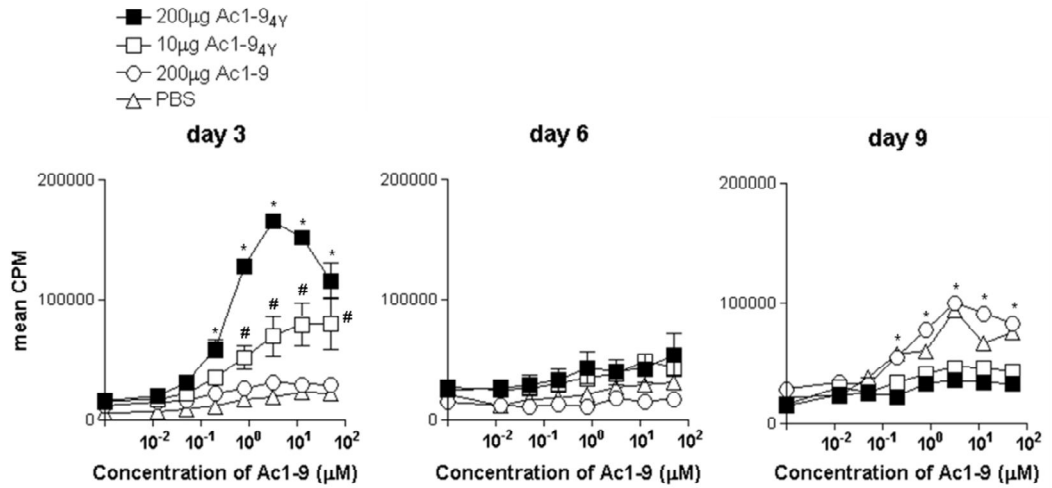 200μg Ac1-9₄Y
10μg Ac1-9₄Y
200μg Ac1-9
PBS
day 3
day 6
day 9
mean CPM
200000
100000
0
*
*
*
*
*
#
#
#
#
10⁻² 10⁻¹ 10⁰ 10¹ 10²
Concentration of Ac1-9 (μM)
200000
100000
0
10⁻² 10⁻¹ 10⁰ 10¹ 10²
Concentration of Ac1-9 (μM)
200000
100000
0
* * * * *
10⁻² 10⁻¹ 10⁰ 10¹ 10²
Concentration of Ac1-9 (μM)